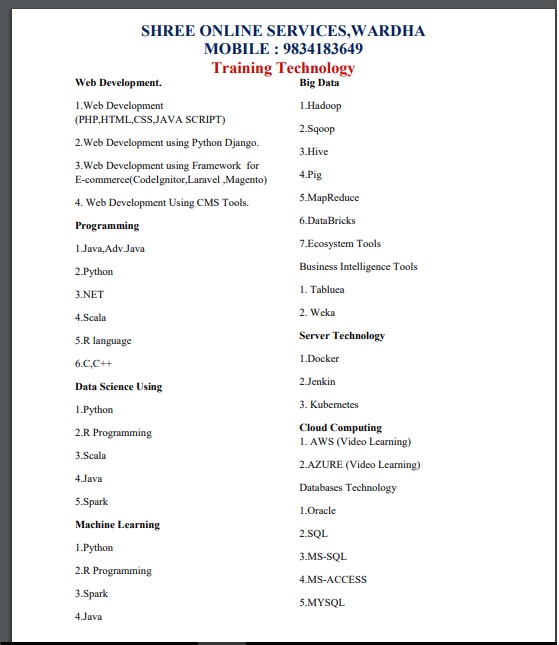 SHREE ONLINE SERVICES,WARDHA
MOBILE : 9834183649
Training Technology
Web Development.
1.Web Development
(PHP,HTML,CSS,JAVA SCRIPT)
2.Web Development using Python Django.
3.Web Development using Framework for
E-commerce(CodeIgnitor,Laravel ,Magento)
4. Web Development Using CMS Tools.
Programming
1.Java,Adv.Java
2.Python
3.NET
4.Scala
5.R language
6.C,C++
Data Science Using
1.Python
2.R Programming
3.Scala
4.Java
5.Spark
Machine Learning
1.Python
2.R Programming
3.Spark
4.Java
Big Data
1.Hadoop
2.Sqoop
3.Hive
4.Pig
5.MapReduce
6.DataBricks
7.Ecosystem Tools
Business Intelligence Tools
1. Tabluea
2. Weka
Server Technology
1.Docker
2.Jenkin
3. Kubernetes
Cloud Computing
1. AWS (Video Learning)
2.AZURE (Video Learning)
Databases Technology
1.Oracle
2.SQL
3.MS-SQL
4.MS-ACCESS
5.MYSQL